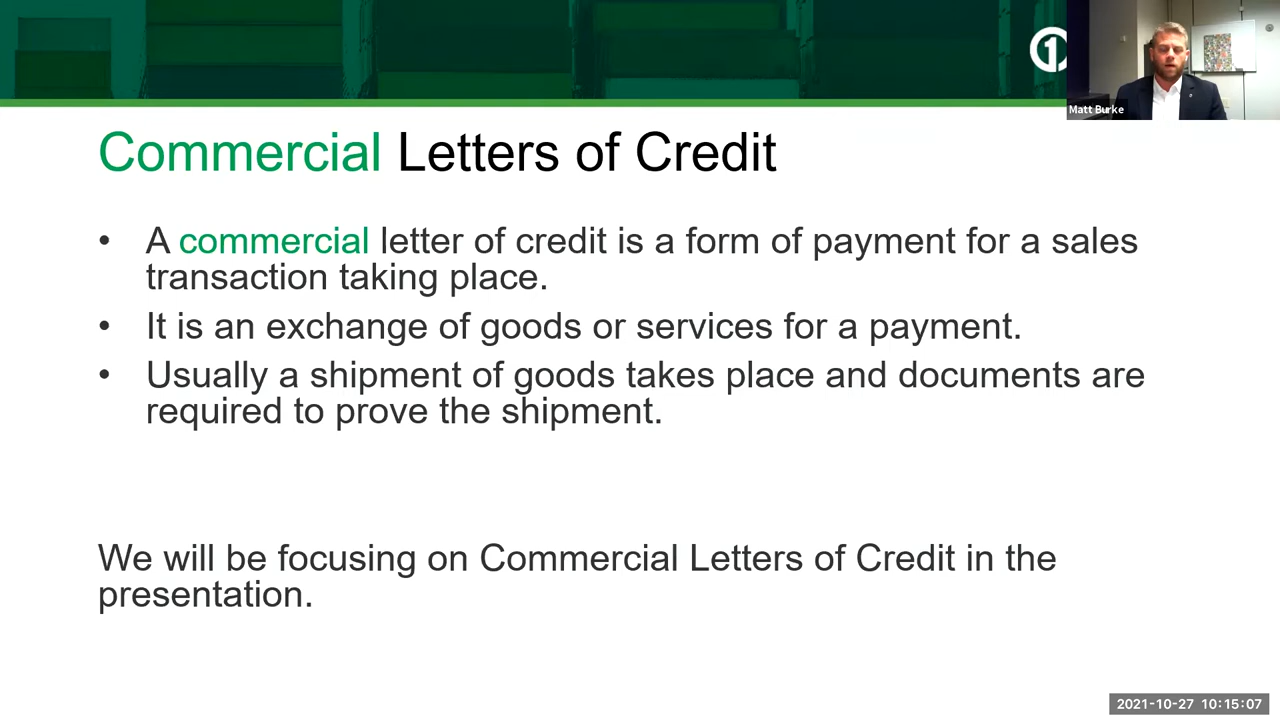 1
Matt Burke
Commercial Letters of Credit
• A commercial letter of credit is a form of payment for a sales
transaction taking place.
• It is an exchange of goods or services for a payment.
• Usually a shipment of goods takes place and documents are
required to prove the shipment.
We will be focusing on Commercial Letters of Credit in the
presentation.
2021-10-27 10:15:07